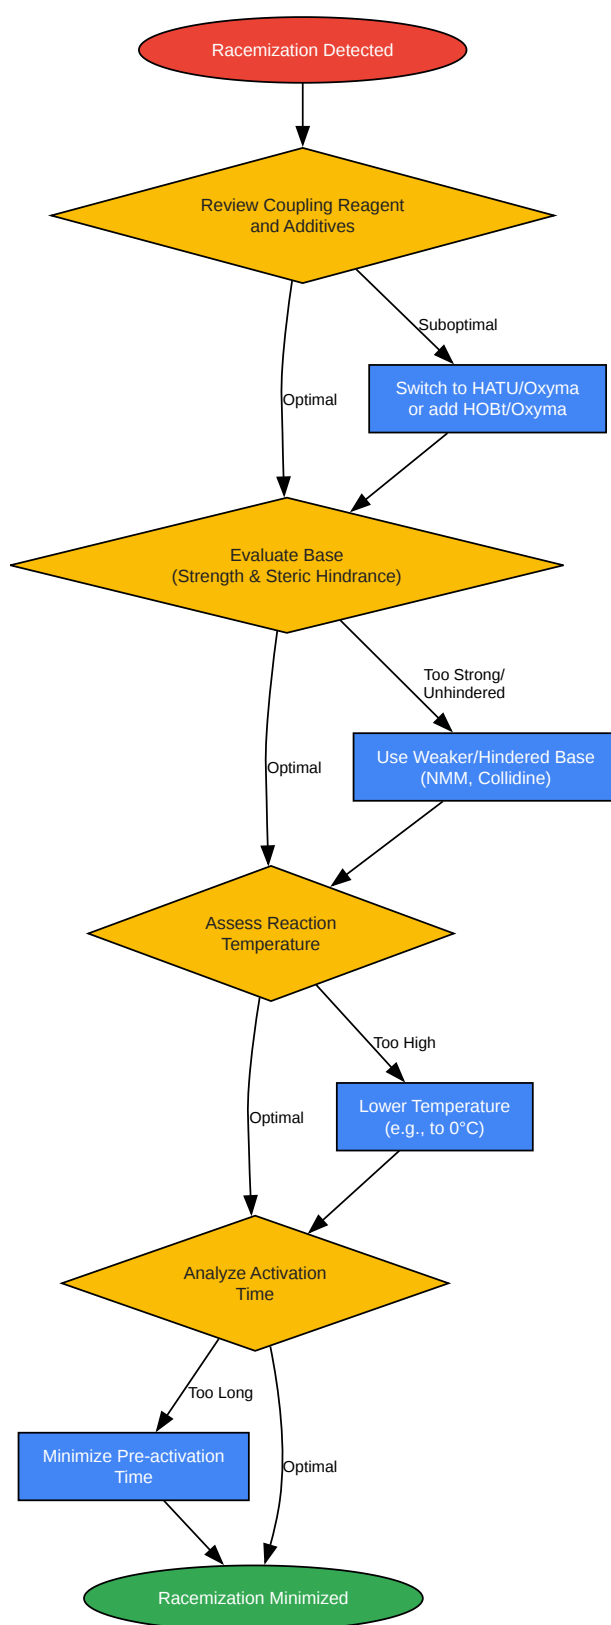 Racemization Detected
Review Coupling Reagent
and Additives
Suboptimal
Switch to HATU/Oxyma
or add HOBt/Oxyma
Optimal
Evaluate Base
(Strength & Steric Hindrance)
Too Strong/
Unhindered
Use Weaker/Hindered Base
(NMM, Collidine)
Optimal
Assess Reaction
Temperature
Too High
Lower Temperature
(e.g., to 0°C)
Optimal
Analyze Activation
Time
Too Long
Minimize Pre-activation
Time
Optimal
Racemization Minimized